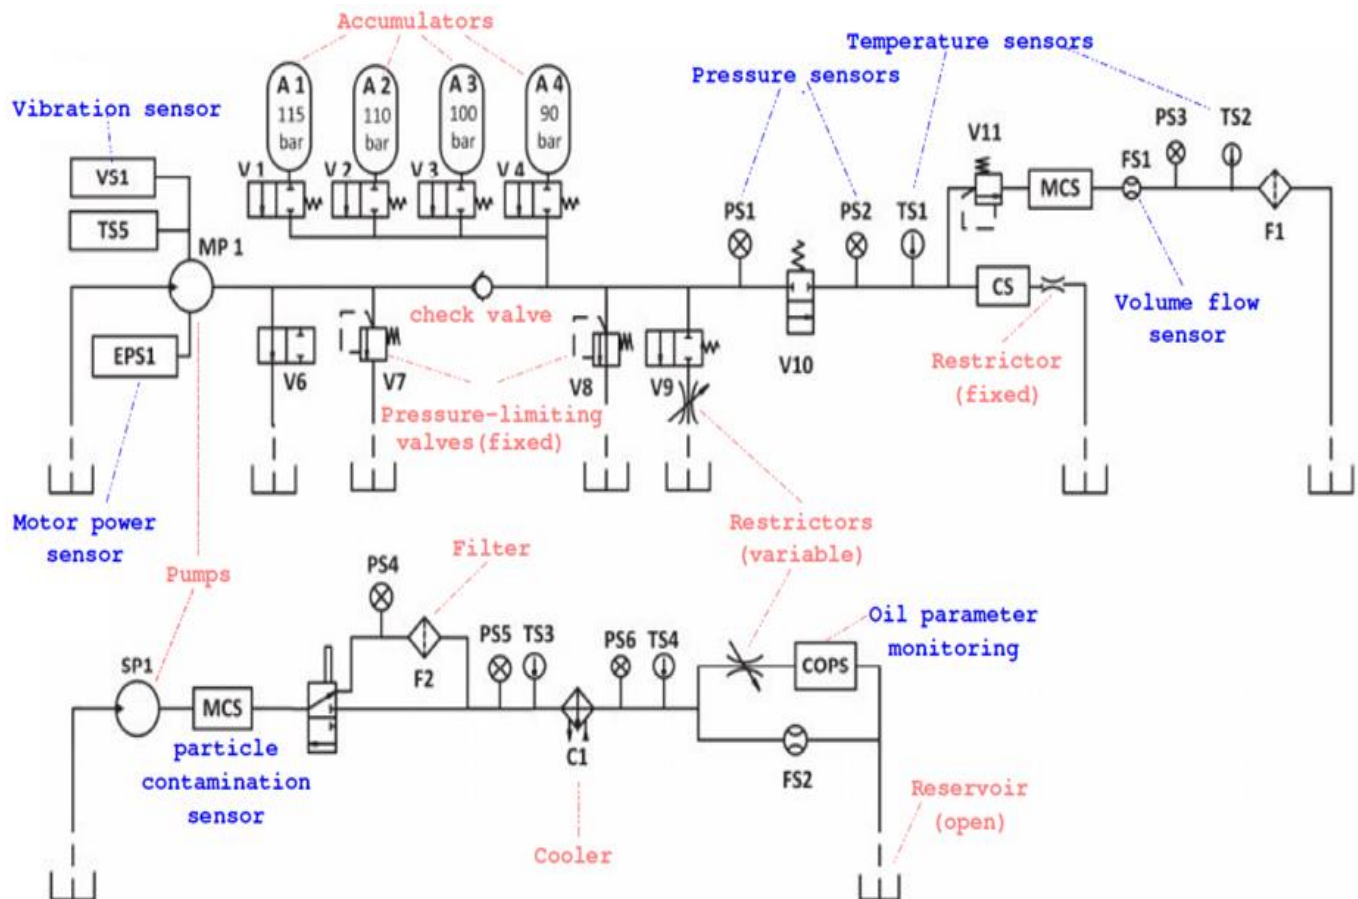 Accumulators
Temperature sensors
Pressure sensors
Vibration sensor
A 1
115
bar
A 2
110
bar
A 3
100
bar
A 4
90
bar
V 1
V 2
V 3
V 4
VS1
TS5
MP 1
EPS1
PS1
PS2
TS1
V11
MCS
FS1
PS3
TS2
F1
CS
check valve
V6
V7
V8
V9
V10
Volume flow
sensor
Restrictor
(fixed)
Pressure-limiting
valves(fixed)
Motor power
sensor
Pumps
Filter
Restrictors
(variable)
Oil parameter
monitoring
PS4
F2
PS5
TS3
PS6
TS4
COPS
SP1
MCS
particle
contamination
sensor
C1
FS2
Cooler
Reservoir
(open)